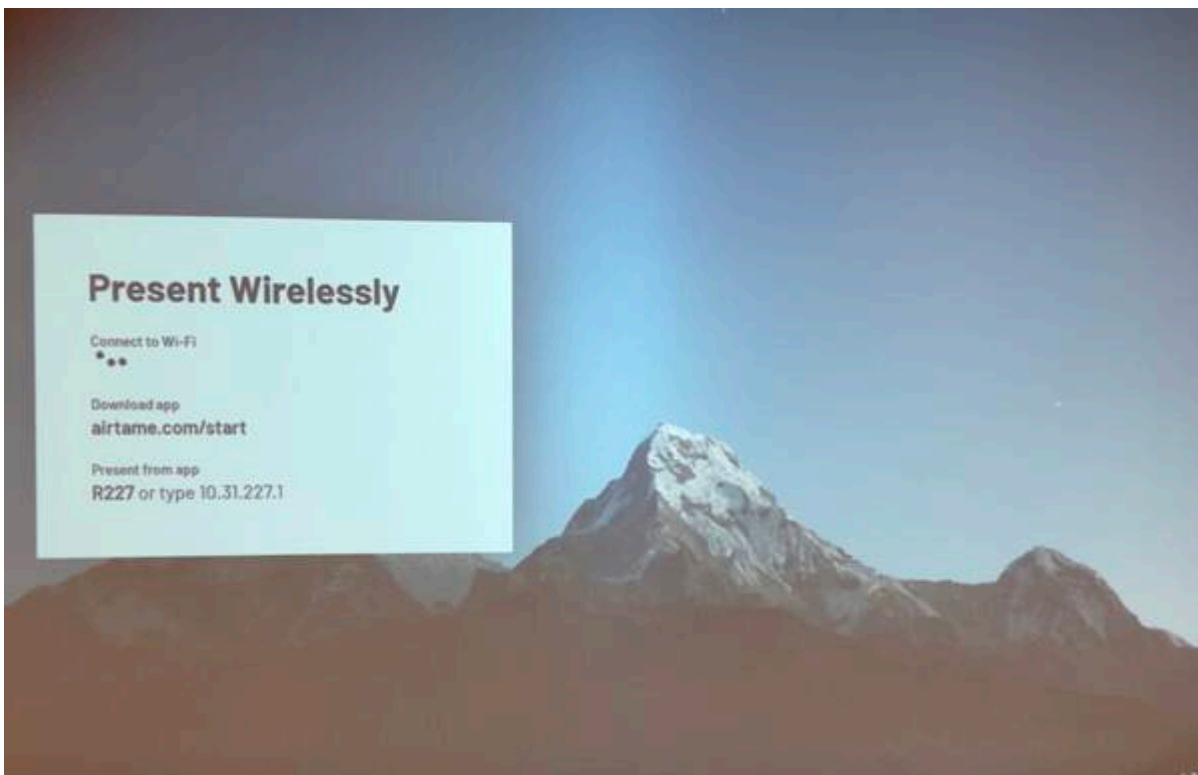 Present Wirelessly
Connect to Wi-Fi
Download app
airtame.com/start
Present from app
R227 or type 10.31.227.1